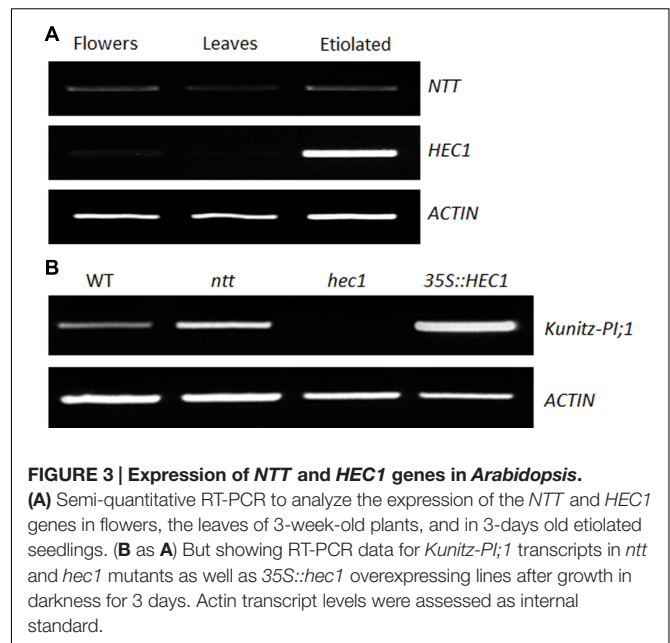 A
Flowers Leaves Etiolated
NTT
HEC1
ACTIN
B
WT ntt hec1 35S::HEC1
Kunitz-PI;1
ACTIN
FIGURE 3 | Expression of NTT and HEC1 genes in Arabidopsis.
(A) Semi-quantitative RT-PCR to analyze the expression of the NTT and HEC1
genes in flowers, the leaves of 3-week-old plants, and in 3-days old etiolated
seedlings. (B as A) But showing RT-PCR data for Kunitz-PI;1 transcripts in ntt
and hec1 mutants as well as 35S::hec1 overexpressing lines after growth in
darkness for 3 days. Actin transcript levels were assessed as internal
standard.